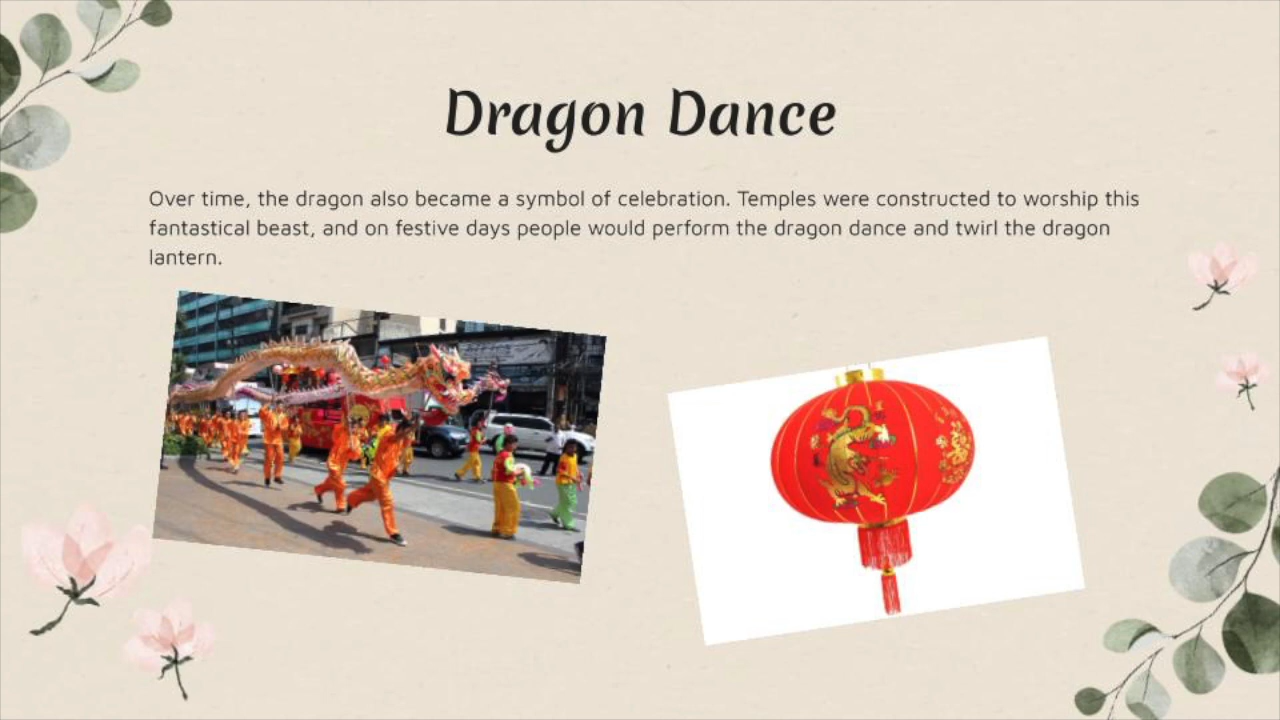 Dragon Dance
Over time, the dragon also became a symbol of celebration. Temples were constructed to worship this
fantastical beast, and on festive days people would perform the dragon dance and twirl the dragon
lantern.